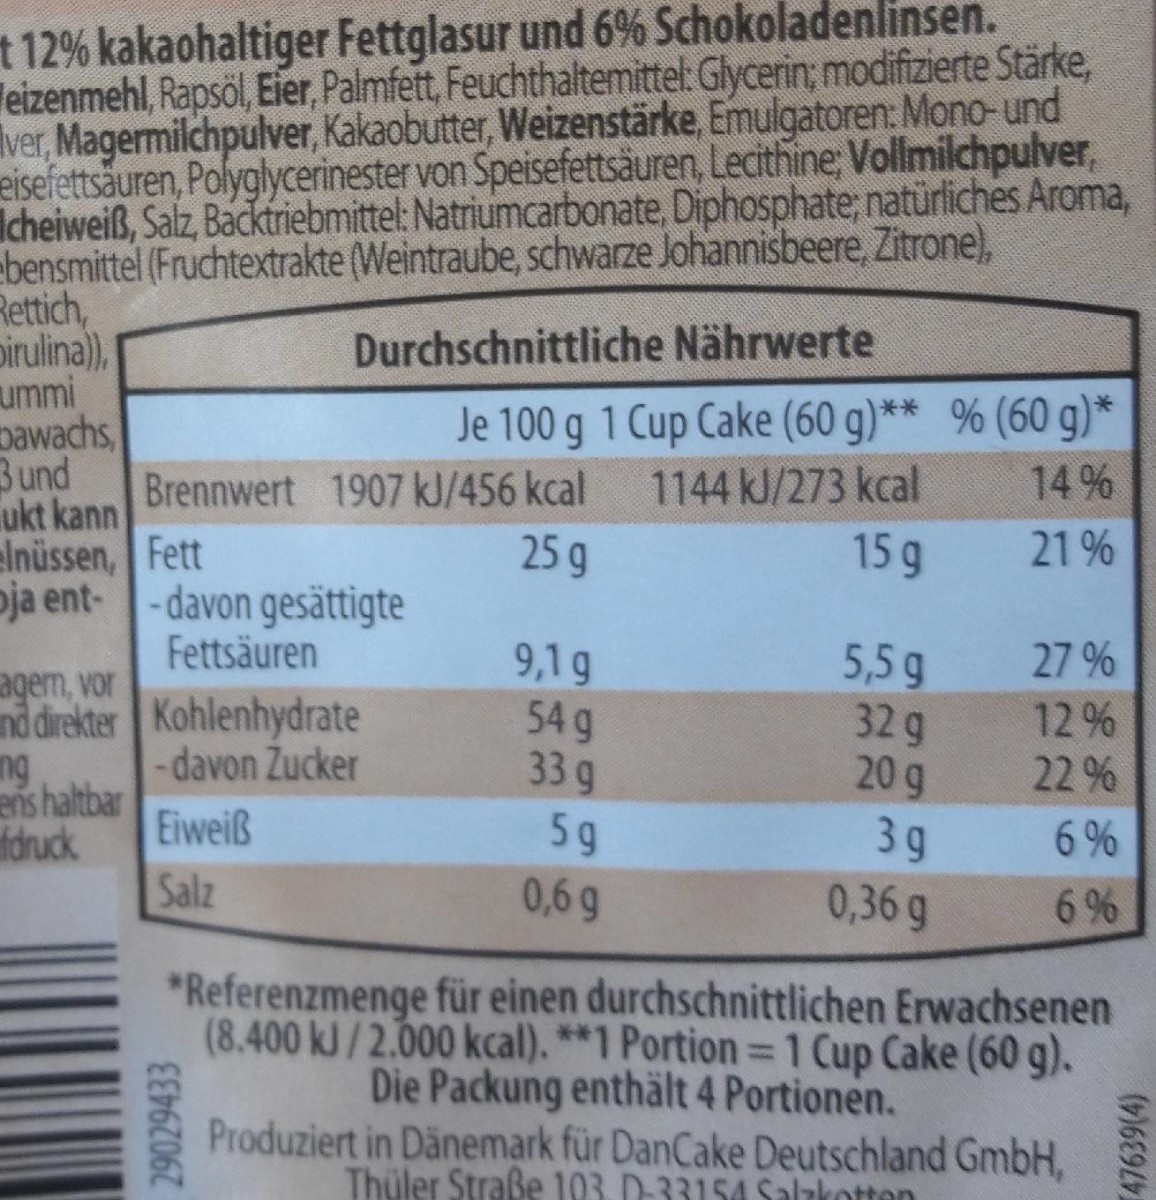 t 12% kakaohaltiger Fettglasur und 6% Schokoladenlinsen.
eizenmehl, Rapsöl, Eier, Palmfett, Feuchthaltemittel: Glycerin; modifizierte Stärke,
lver, Magermilchpulver, Kakaobutter, Weizenstärke, Emulgatoren: Mono- und
eisefettsäuren, Polyglycerinester von Speisefettsäuren, Lecithine; Vollmilchpulver,
lcheiweiß, Salz, Backtriebmittel: Natriumcarbonate, Diphosphate; natürliches Aroma,
ebensmittel (Fruchtextrakte (Weintraube, schwarze Johannisbeere, Zitrone),
Rettich,
pirulina)),
ummi
bawachs,
ß und
ukt kann
elnüssen,
oja ent-
agern, vor
nd direkter
ng
ens haltbar
fdruck.
Durchschnittliche Nährwerte
Je 100 g 1 Cup Cake (60 g)** % (60 g)*
Brennwert 1907 kJ/456 kcal 1144 kJ/273 kcal 14 %
Fett 25 g 15 g 21 %
- davon gesättigte
Fettsäuren 9,1 g 5,5 g 27 %
Kohlenhydrate 54 g 32 g 12 %
- davon Zucker 33 g 20 g 22 %
Eiweiß 5 g 3 g 6 %
Salz 0,6 g 0,36 g 6 %
*Referenzmenge für einen durchschnittlichen Erwachsenen
(8.400 kJ / 2.000 kcal). **1 Portion = 1 Cup Cake (60 g).
Die Packung enthält 4 Portionen.
Produziert in Dänemark für DanCake Deutschland GmbH,
Thüler Straße 103, D-33154 Salzkotten
29029433
47639(4)